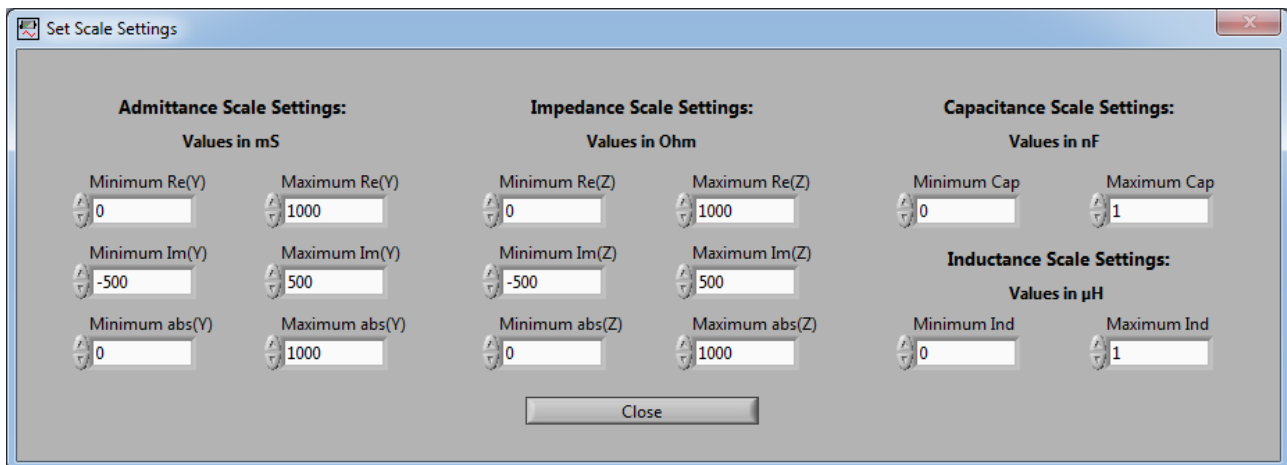 Set Scale Settings
Admittance Scale Settings:
Values in mS
Minimum Re(Y) Maximum Re(Y)
0 1000
Minimum Im(Y) Maximum Im(Y)
-500 500
Minimum abs(Y) Maximum abs(Y)
0 1000
Impedance Scale Settings:
Values in Ohm
Minimum Re(Z) Maximum Re(Z)
0 1000
Minimum Im(Z) Maximum Im(Z)
-500 500
Minimum abs(Z) Maximum abs(Z)
0 1000
Capacitance Scale Settings:
Values in nF
Minimum Cap Maximum Cap
0 1
Inductance Scale Settings:
Values in µH
Minimum Ind Maximum Ind
0 1
Close